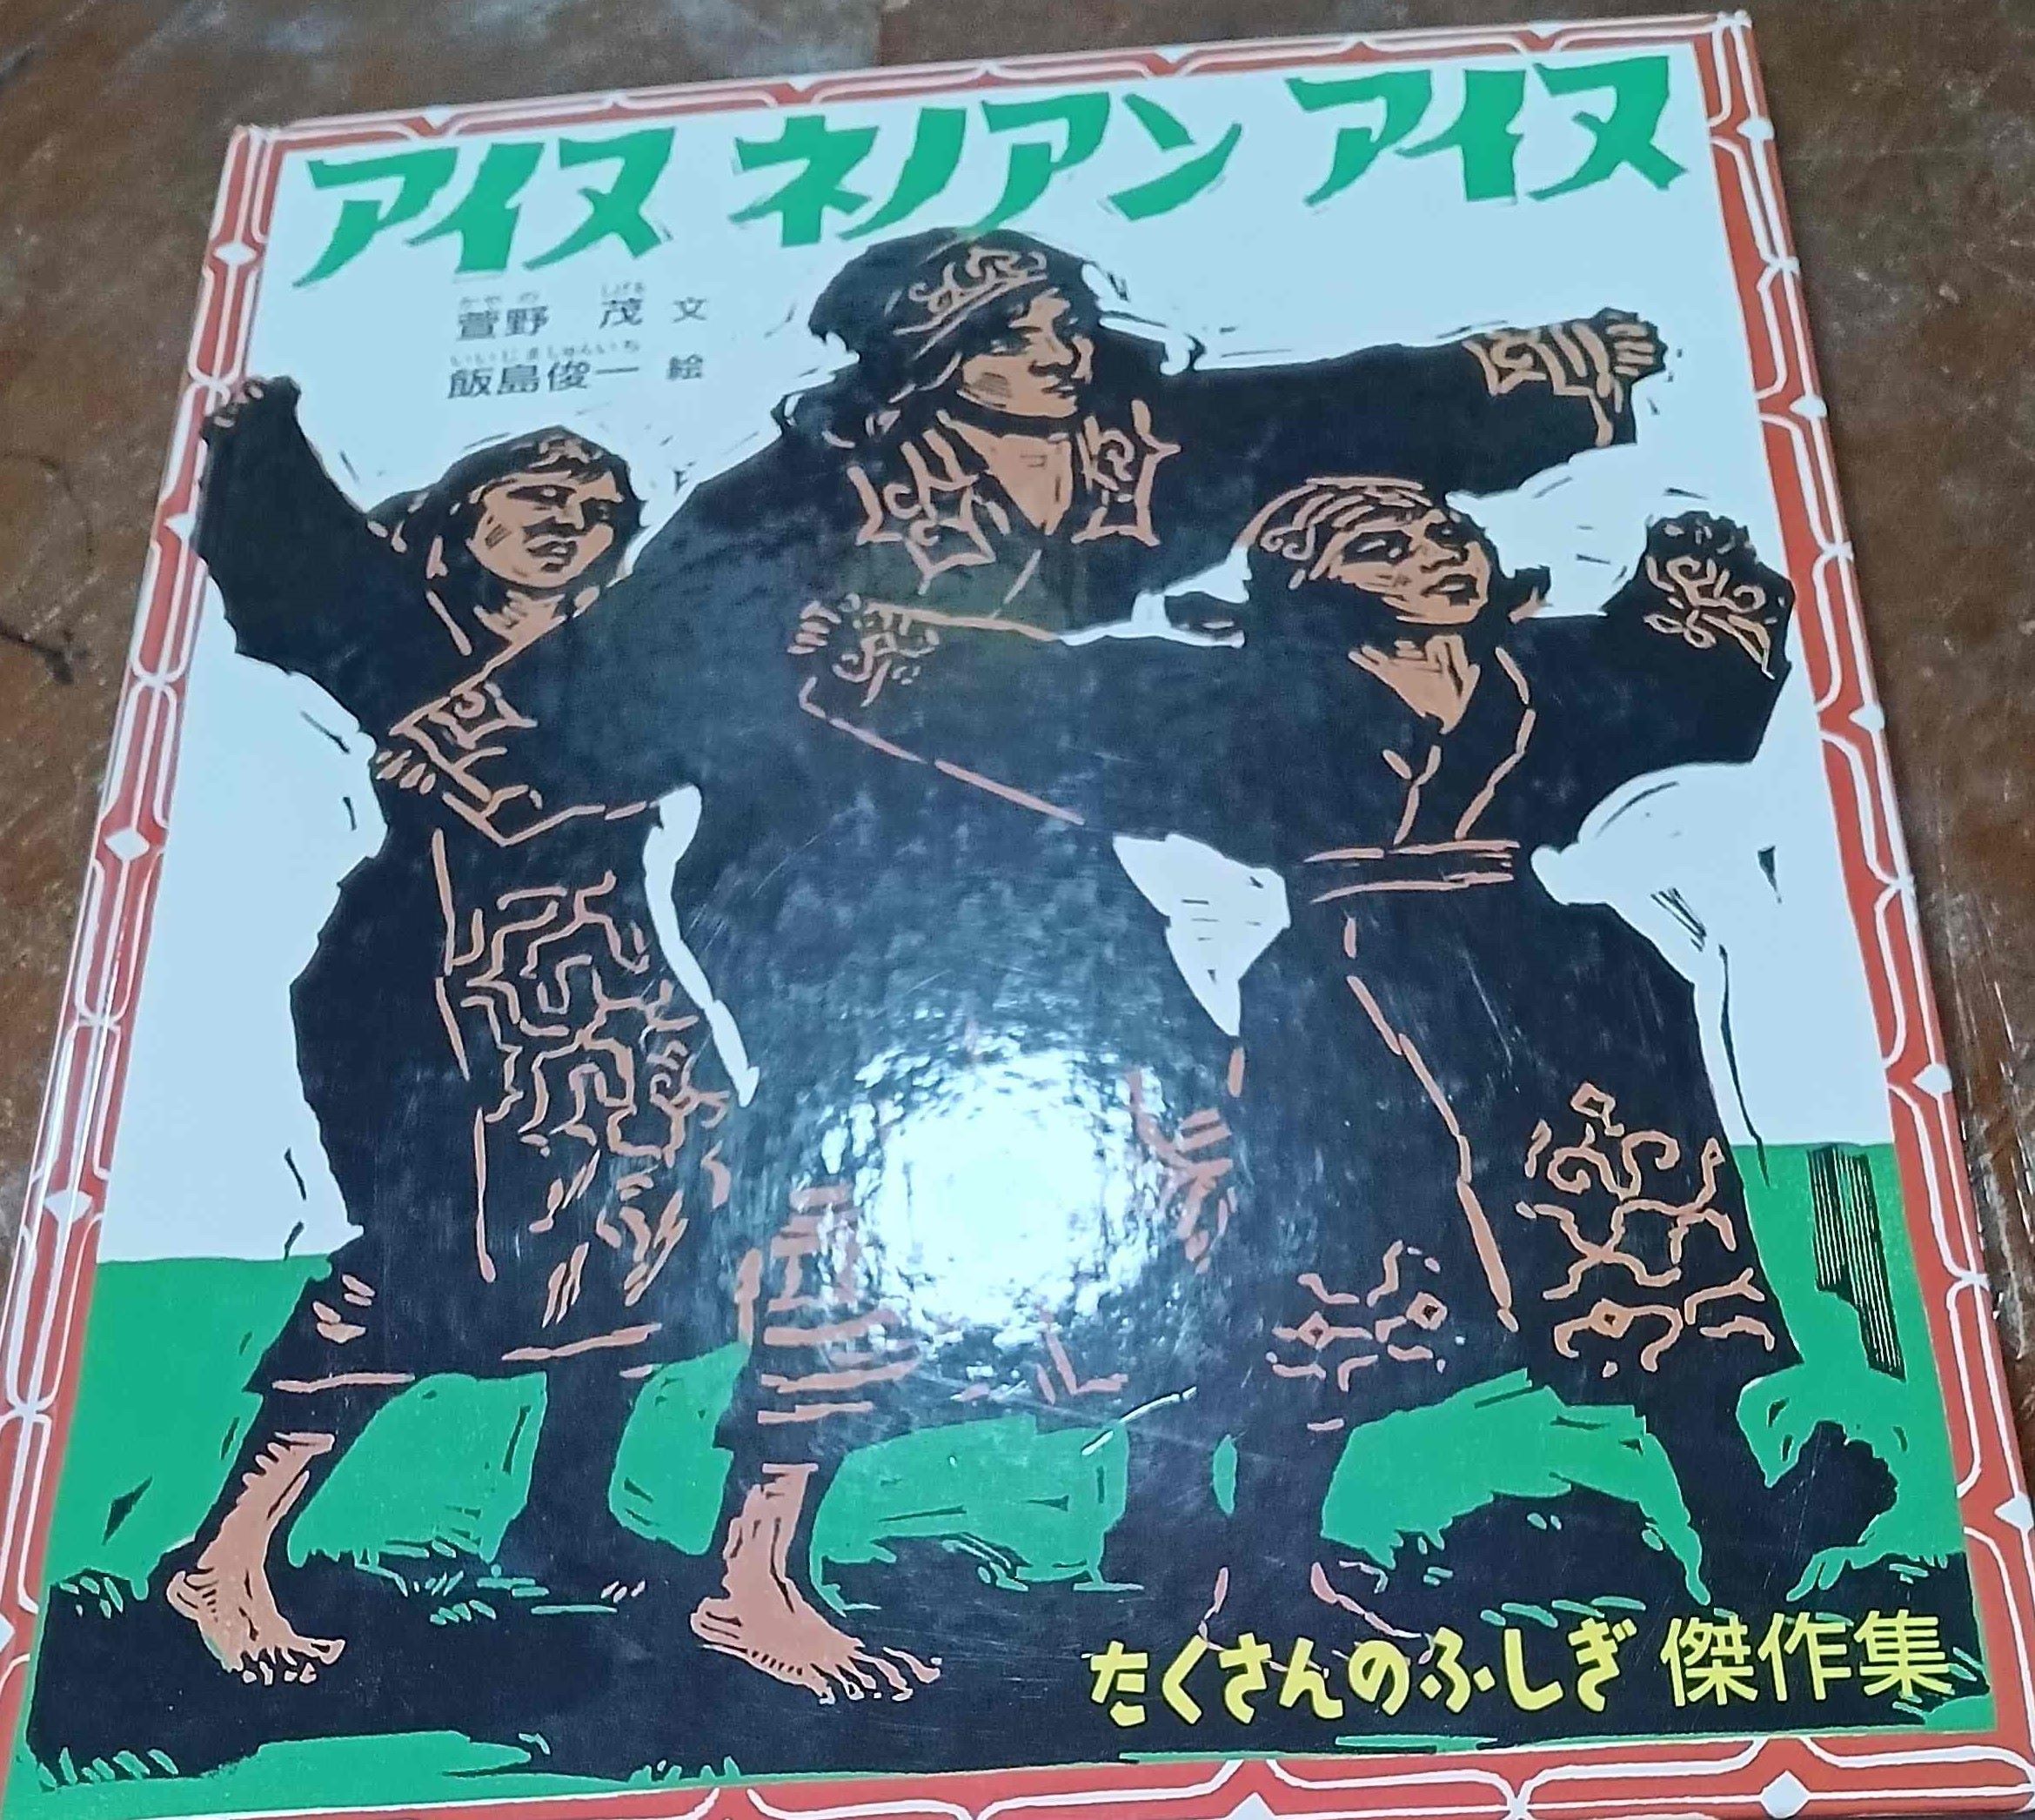 アイヌ ネノアン アイヌ
かやの しげる
萱野 茂 文
いいじましゅんいち
飯島俊一 絵
たくさんのふしぎ傑作集